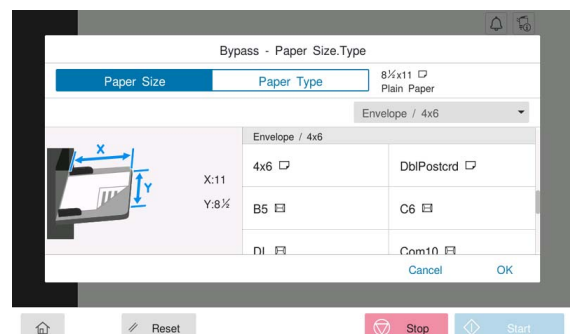 Bypass - Paper Size.Type
Paper Size
Paper Type
8½x11
Plain Paper
Envelope / 4x6
Envelope / 4x6
X
Y
X:11
Y:8½
4x6
DblPostcrd
B5
C6
DL
Com10
Cancel
OK
Reset
Stop
Start